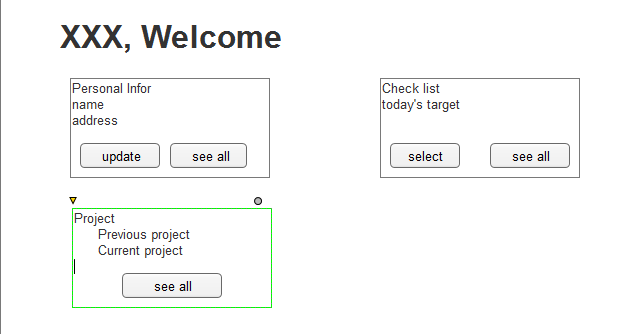 XXX, Welcome
Personal Infor
name
address
update
see all
Check list
today's target
select
see all
Project
Previous project
Current project
see all